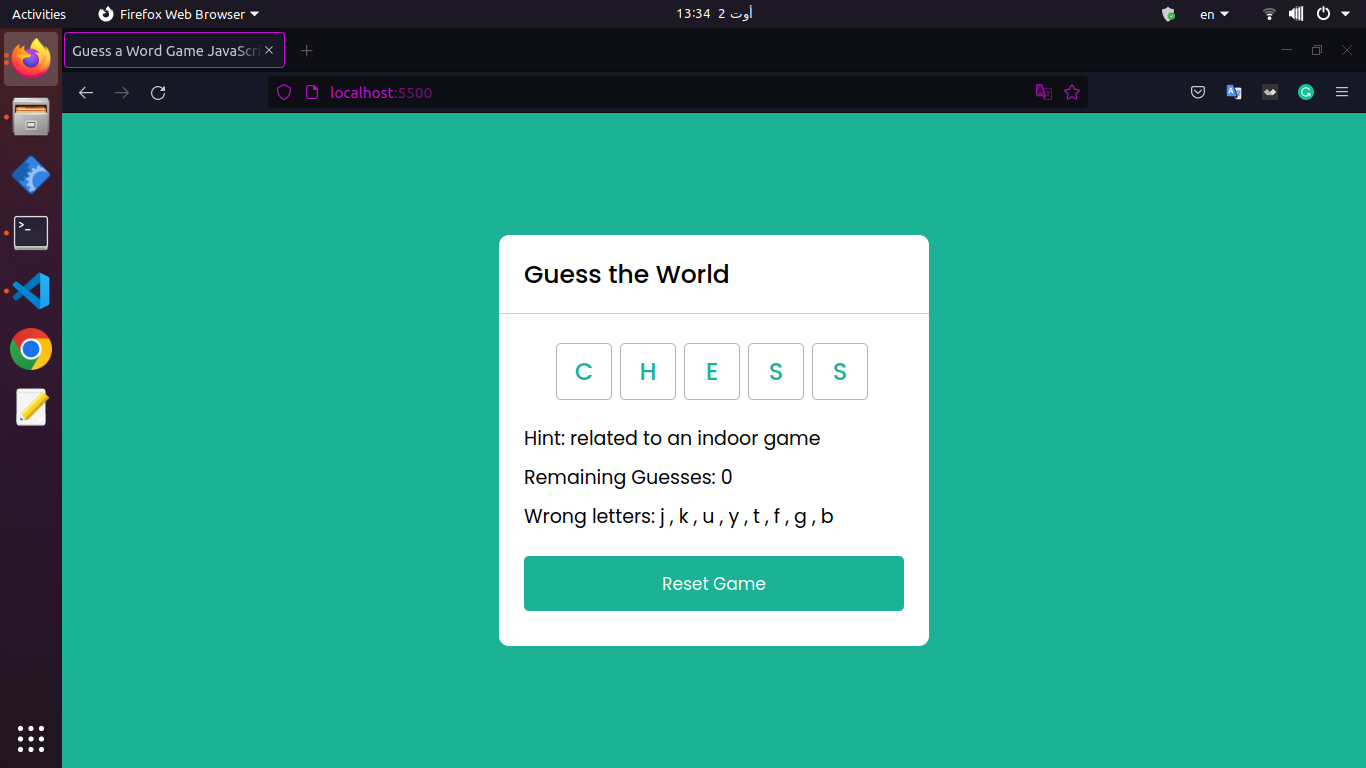 Activities Firefox Web Browser 13:34 2 أوت en
Guess a Word Game JavaScri
localhost:5500
Guess the World
C H E S S
Hint: related to an indoor game
Remaining Guesses: 0
Wrong letters: j , k , u , y , t , f , g , b
Reset Game